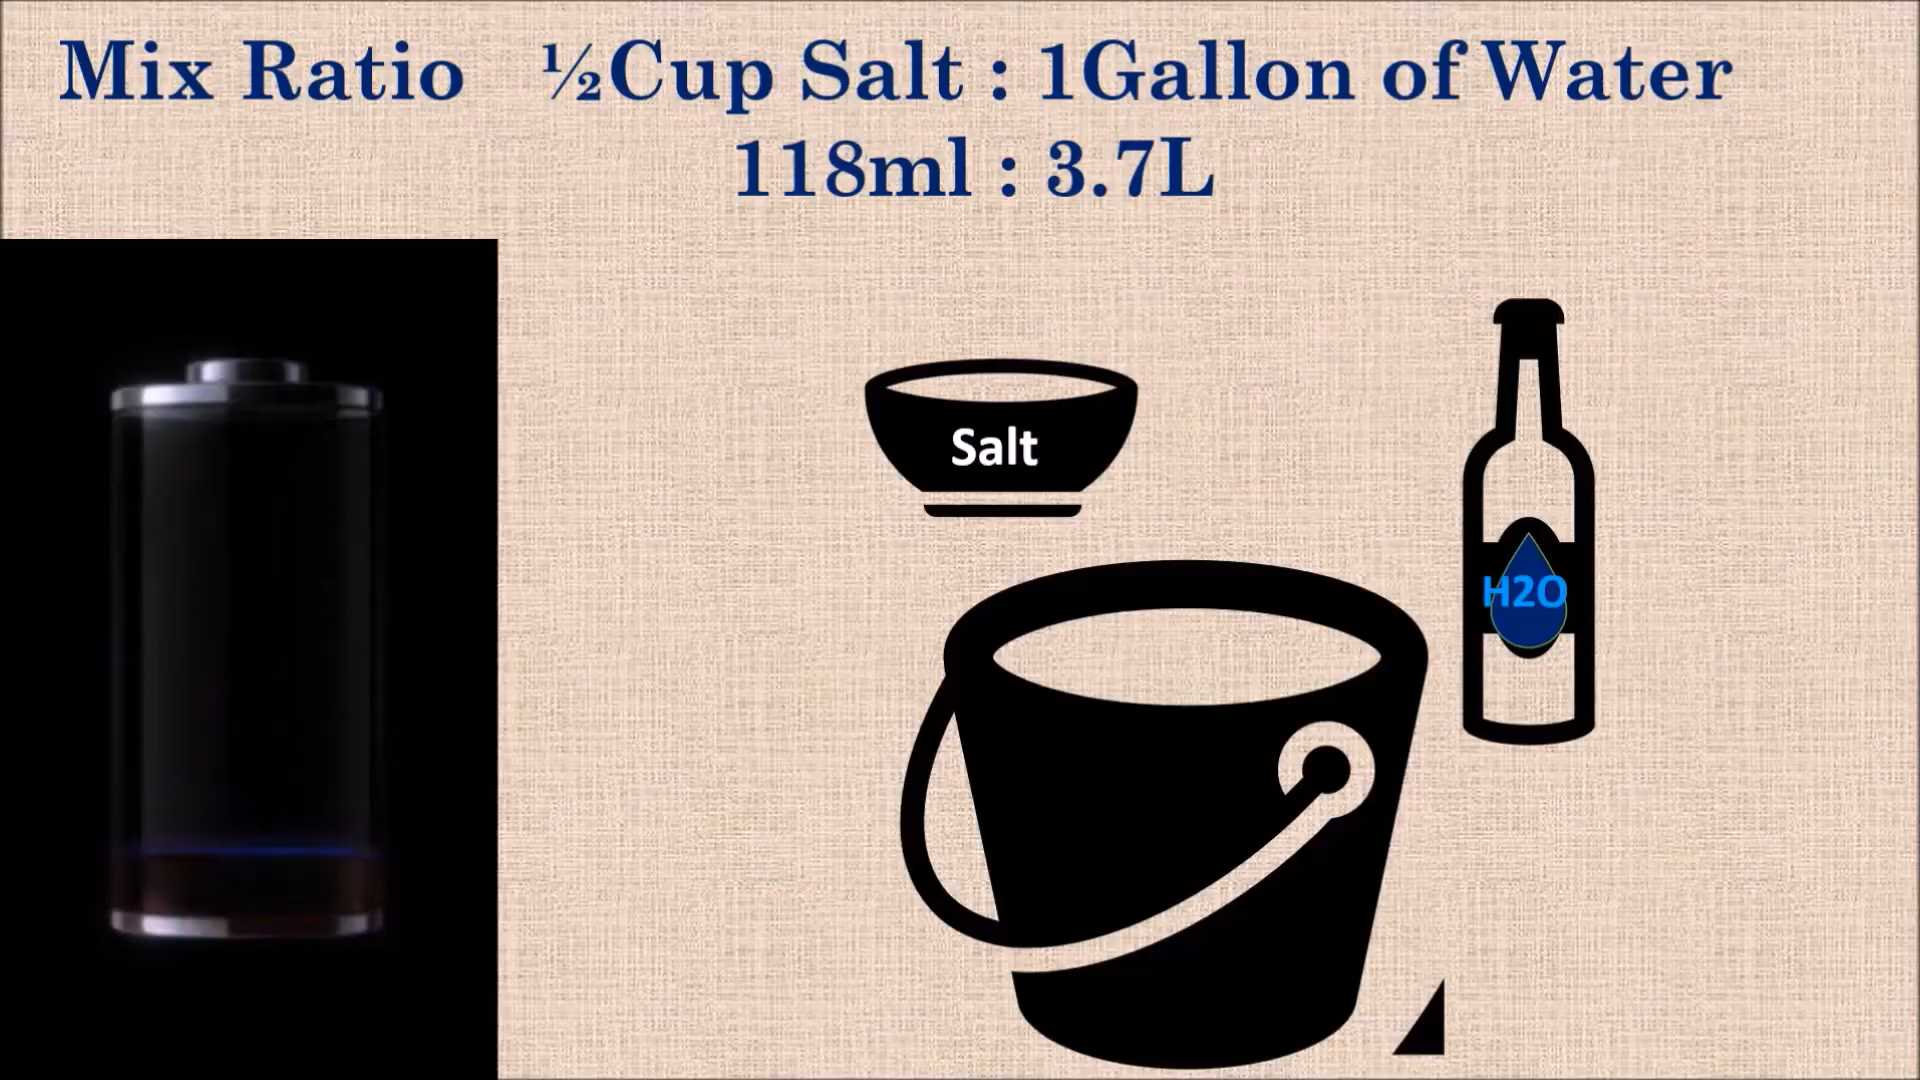 Mix Ratio ½Cup Salt : 1Gallon of Water
118ml : 3.7L
Salt
H2O